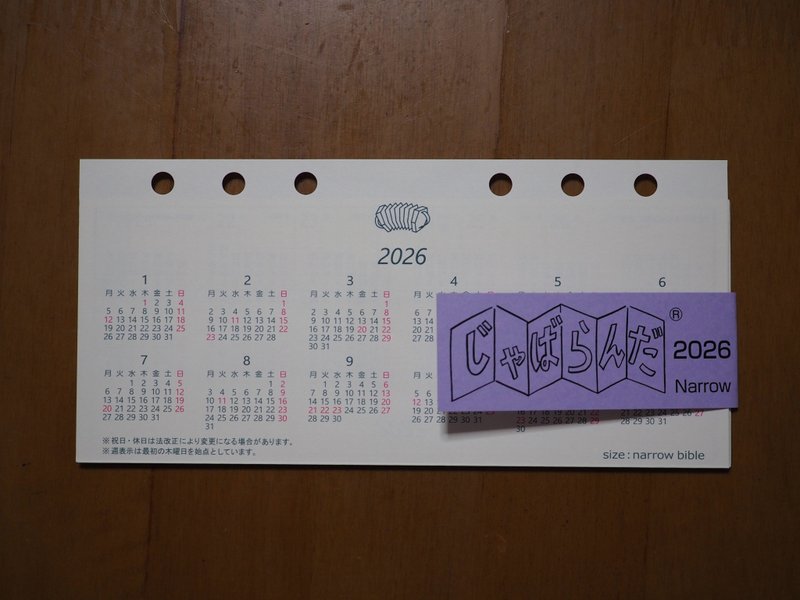 2026
1
月 火 水 木 金 土 日
1 2 3 4
5 6 7 8 9 10 11
12 13 14 15 16 17 18
19 20 21 22 23 24 25
26 27 28 29 30 31
2
月 火 水 木 金 土 日
1
2 3 4 5 6 7 8
9 10 11 12 13 14 15
16 17 18 19 20 21 22
23 24 25 26 27 28
3
月 火 水 木 金 土 日
1
2 3 4 5 6 7 8
9 10 11 12 13 14 15
16 17 18 19 20 21 22
23 24 25 26 27 28 29
30 31
4
5
6
7
月 火 水 木 金 土 日
1 2 3 4 5
6 7 8 9 10 11 12
13 14 15 16 17 18 19
20 21 22 23 24 25 26
27 28 29 30 31
8
月 火 水 木 金 土 日
1 2
3 4 5 6 7 8 9
10 11 12 13 14 15 16
17 18 19 20 21 22 23
24 25 26 27 28 29 30
31
9
月 火 水 木 金 土 日
1 2 3 4 5 6
7 8 9 10 11 12 13
14 15 16 17 18 19 20
21 22 23 24 25 26 27
28 29 30
じゃばらんだ®
2026
Narrow
※祝日・休日は法改正により変更になる場合があります。
※週表示は最初の木曜日を始点としています。
size : narrow bible